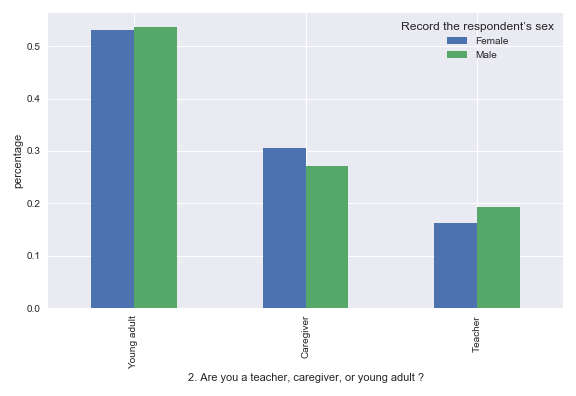 Record the respondent's sex
Female
Male
percentage
0.5
0.4
0.3
0.2
0.1
0.0
Young adult
Caregiver
Teacher
2. Are you a teacher, caregiver, or young adult ?